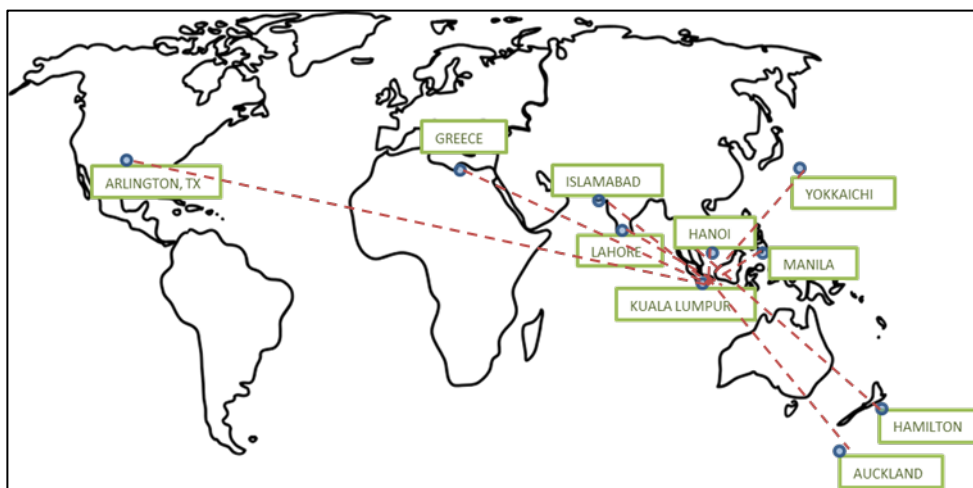 GREECE
ARLINGTON, TX
ISLAMABAD
YOKKAICHI
HANOI
LAHORE
MANILA
KUALA LUMPUR
HAMILTON
AUCKLAND